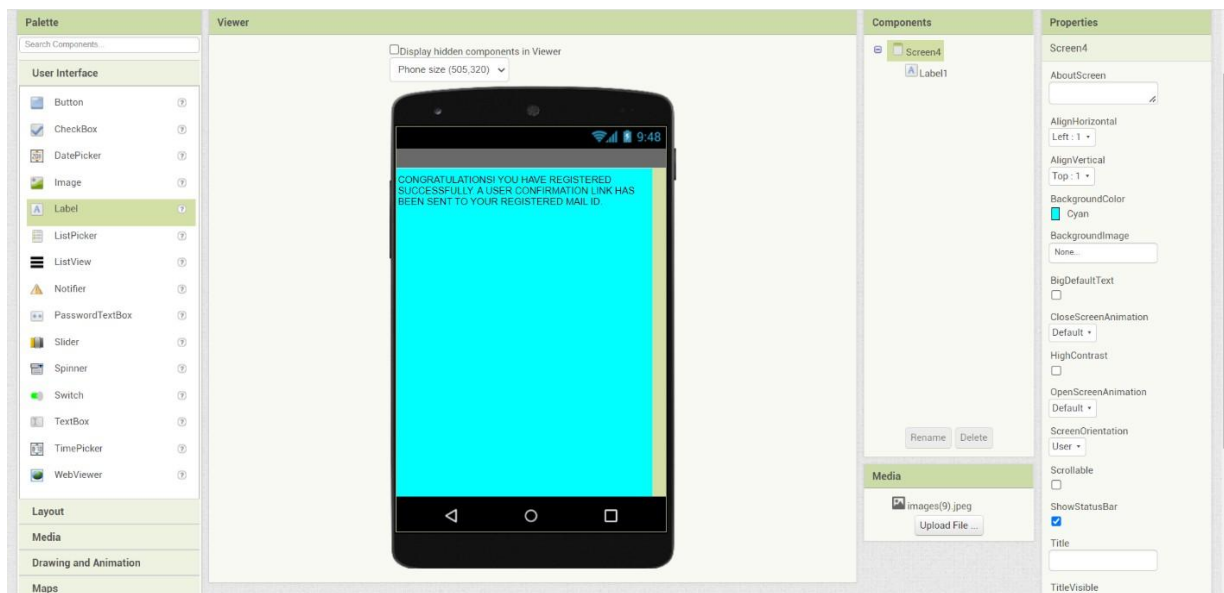 Palette
Search Components...
User Interface
Button
CheckBox
DatePicker
Image
Label
ListPicker
ListView
Notifier
PasswordTextBox
Slider
Spinner
Switch
TextBox
TimePicker
WebViewer
Layout
Media
Drawing and Animation
Maps
Viewer
Display hidden components in Viewer
Phone size (505,320)
9:48
CONGRATULATIONS! YOU HAVE REGISTERED
SUCCESSFULLY. A USER CONFIRMATION LINK HAS
BEEN SENT TO YOUR REGISTERED MAIL ID.
Components
Screen4
A Label1
Rename Delete
Media
images(9).jpeg
Upload File ...
Properties
Screen4
AboutScreen
AlignHorizontal
Left : 1
AlignVertical
Top : 1
BackgroundColor
Cyan
BackgroundImage
None...
BigDefaultText
CloseScreenAnimation
Default
HighContrast
OpenScreenAnimation
Default
ScreenOrientation
User
Scrollable
ShowStatusBar
Title
TitleVisible